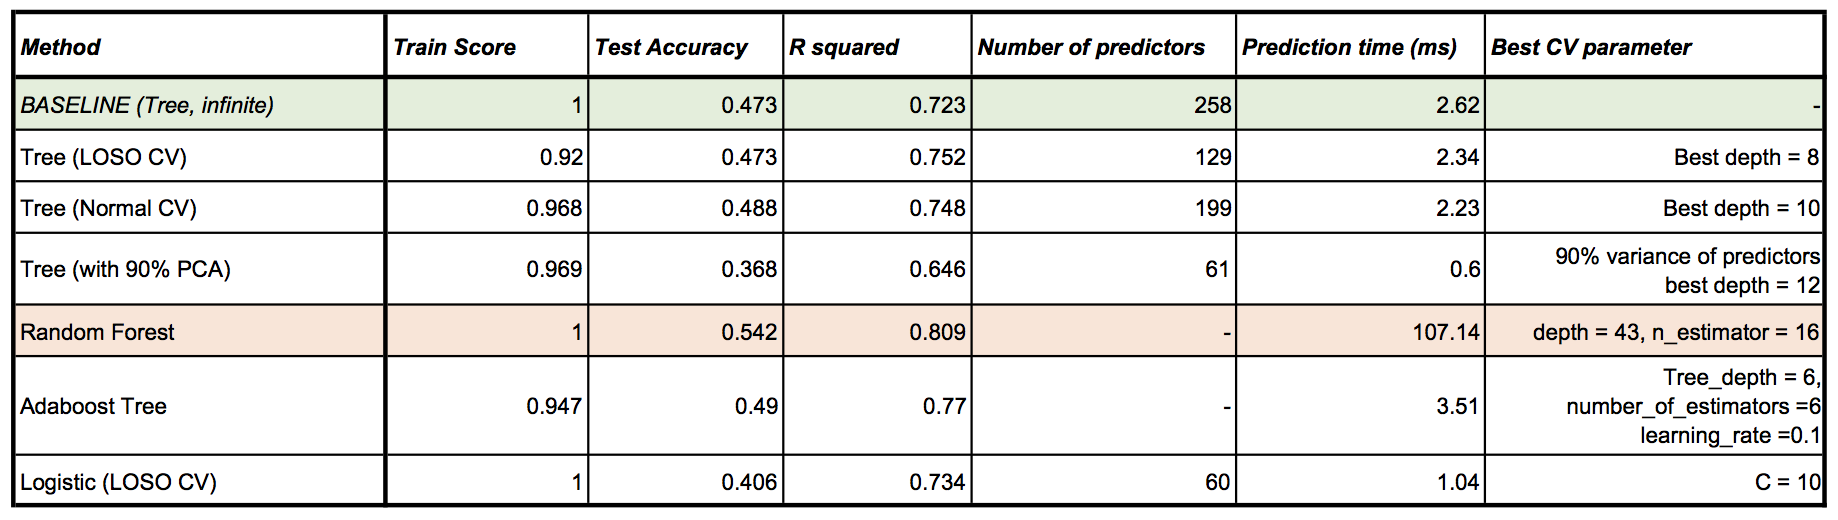 Method Train Score Test Accuracy R squared Number of predictors Prediction time (ms) Best CV parameter
BASELINE (Tree, infinite) 1 0.473 0.723 258 2.62 -
Tree (LOSO CV) 0.92 0.473 0.752 129 2.34 Best depth = 8
Tree (Normal CV) 0.968 0.488 0.748 199 2.23 Best depth = 10
Tree (with 90% PCA) 0.969 0.368 0.646 61 0.6 90% variance of predictors
best depth = 12
Random Forest 1 0.542 0.809 - 107.14 depth = 43, n_estimator = 16
Adaboost Tree 0.947 0.49 0.77 - 3.51 Tree_depth = 6,
number_of_estimators =6
learning_rate =0.1
Logistic (LOSO CV) 1 0.406 0.734 60 1.04 C = 10